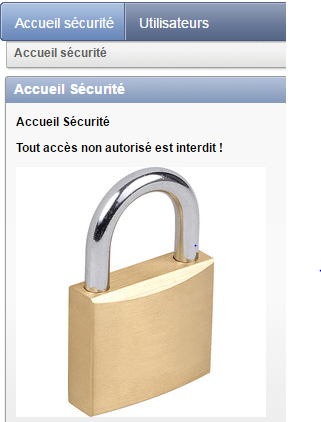 Accueil sécurité Utilisateurs
Accueil sécurité
Accueil Sécurité
Accueil Sécurité
Tout accès non autorisé est interdit !